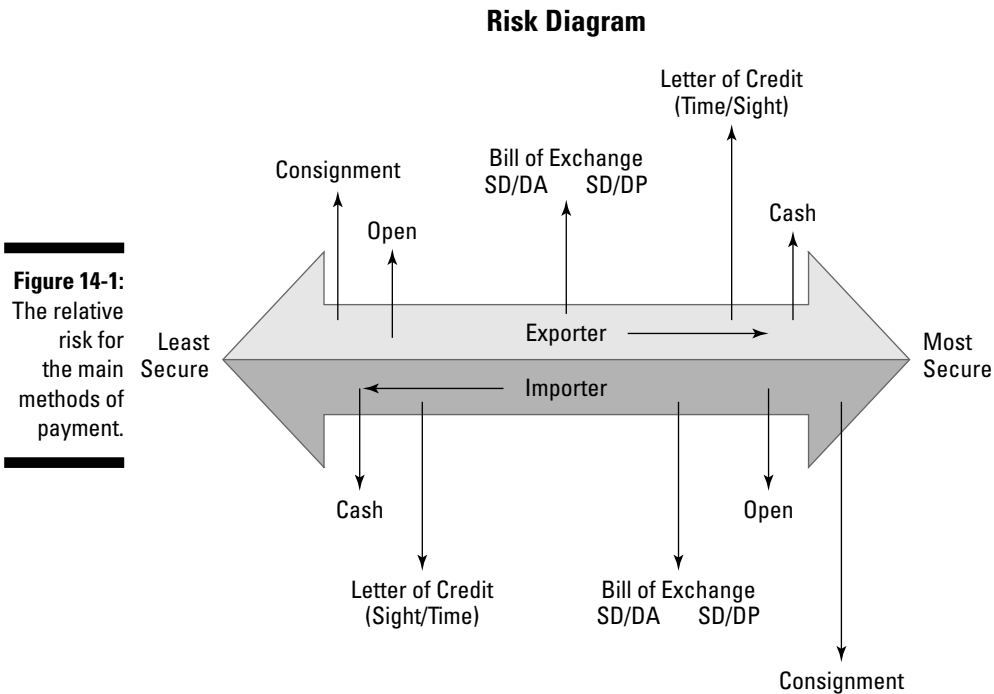 Risk Diagram
Letter of Credit
(Time/Sight)
Bill of Exchange
SD/DA SD/DP
Consignment
Cash
Open
Figure 14-1:
The relative
risk for
the main
methods of
payment.
Least
Secure
Exporter
Importer
Most
Secure
Cash
Open
Letter of Credit
(Sight/Time)
Bill of Exchange
SD/DA SD/DP
Consignment